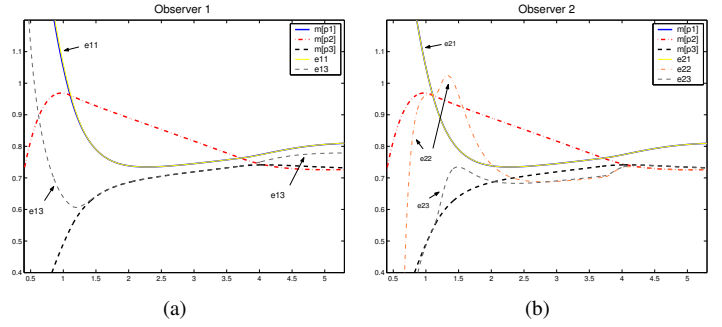 Observer 1
1.1
1
0.9
0.8
0.7
0.6
0.5
0.4
0.5 1 1.5 2 2.5 3 3.5 4 4.5 5
e11
e13
e13
m[p1]
m[p2]
m[p3]
e11
e13
(a)
Observer 2
1.1
1
0.9
0.8
0.7
0.6
0.5
0.4
0.5 1 1.5 2 2.5 3 3.5 4 4.5 5
e21
e22
e23
m[p1]
m[p2]
m[p3]
e21
e22
e23
(b)